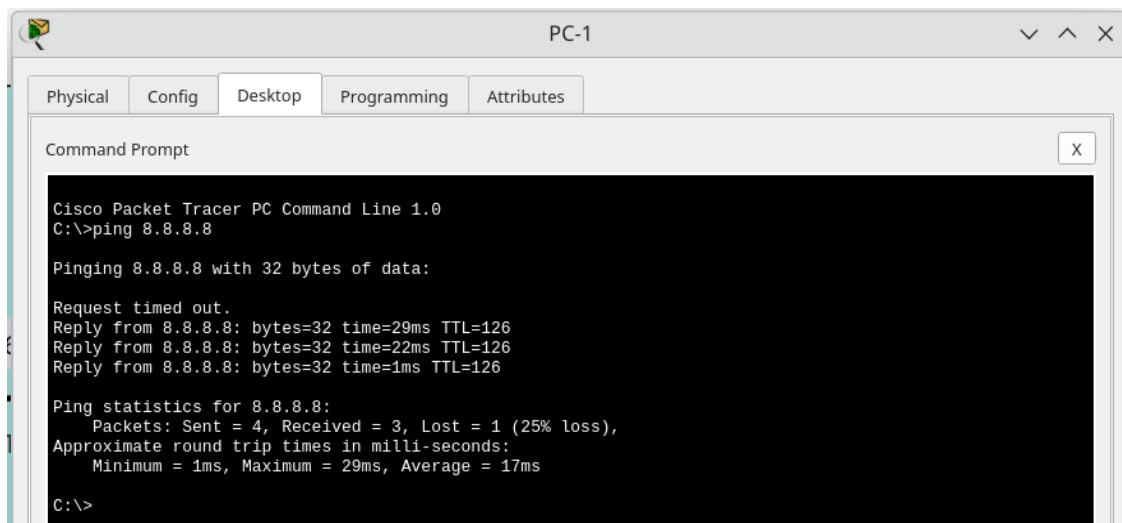 PC-1
Physical Config Desktop Programming Attributes
Command Prompt
X
Cisco Packet Tracer PC Command Line 1.0
C:\>ping 8.8.8.8
Pinging 8.8.8.8 with 32 bytes of data:
Request timed out.
Reply from 8.8.8.8: bytes=32 time=29ms TTL=126
Reply from 8.8.8.8: bytes=32 time=22ms TTL=126
Reply from 8.8.8.8: bytes=32 time=1ms TTL=126
Ping statistics for 8.8.8.8:
Packets: Sent = 4, Received = 3, Lost = 1 (25% loss),
Approximate round trip times in milli-seconds:
Minimum = 1ms, Maximum = 29ms, Average = 17ms
C:\>